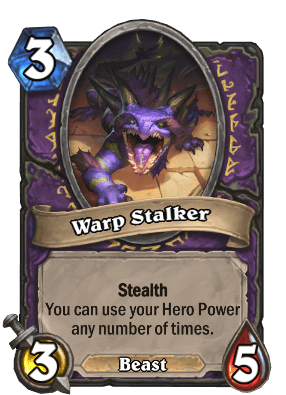 3
Warp Stalker
Stealth
You can use your Hero Power
any number of times.
3
Beast
5